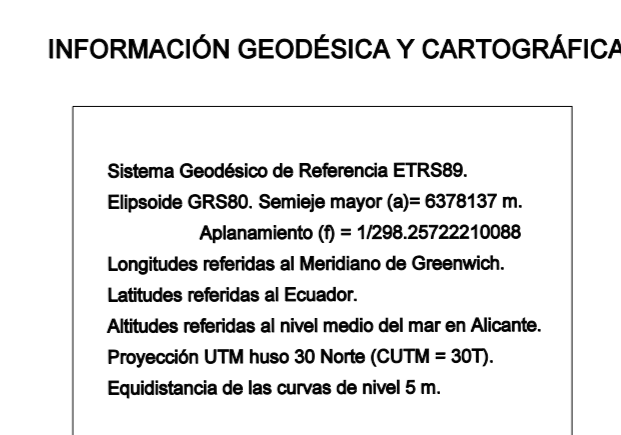 INFORMACIÓN GEODÉSICA Y CARTOGRÁFICA
Sistema Geodésico de Referencia ETRS89.
Elipsoide GRS80. Semieje mayor (a)= 6378137 m.
Aplanamiento (f) = 1/298.25722210088
Longitudes referidas al Meridiano de Greenwich.
Latitudes referidas al Ecuador.
Altitudes referidas al nivel medio del mar en Alicante.
Proyección UTM huso 30 Norte (CUTM = 30T).
Equidistancia de las curvas de nivel 5 m.